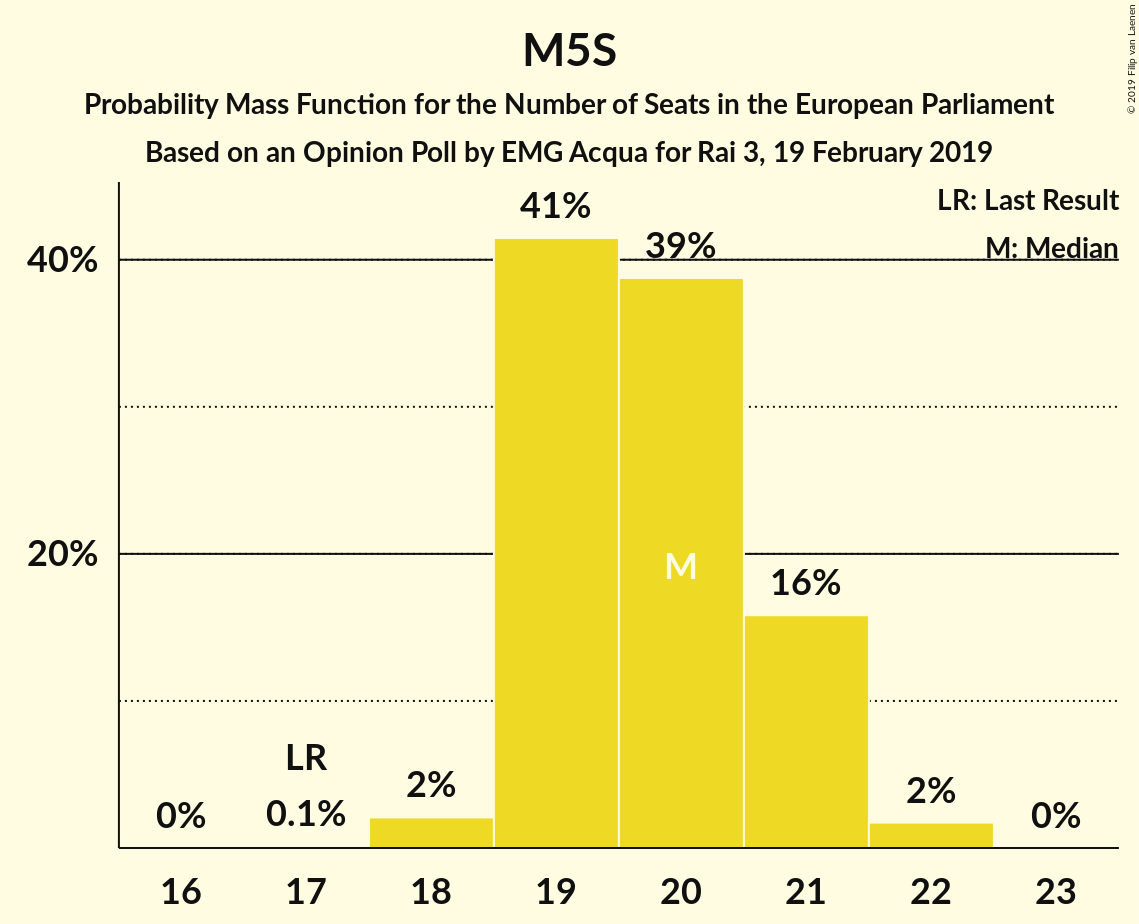 M5S
Probability Mass Function for the Number of Seats in the European Parliament
Based on an Opinion Poll by EMG Acqua for Rai 3, 19 February 2019
© 2019 Filip van Laenen
LR: Last Result
M: Median
40%
20%
0%
LR
0.1%
2%
41%
39%
M
16%
2%
0%
16 17 18 19 20 21 22 23